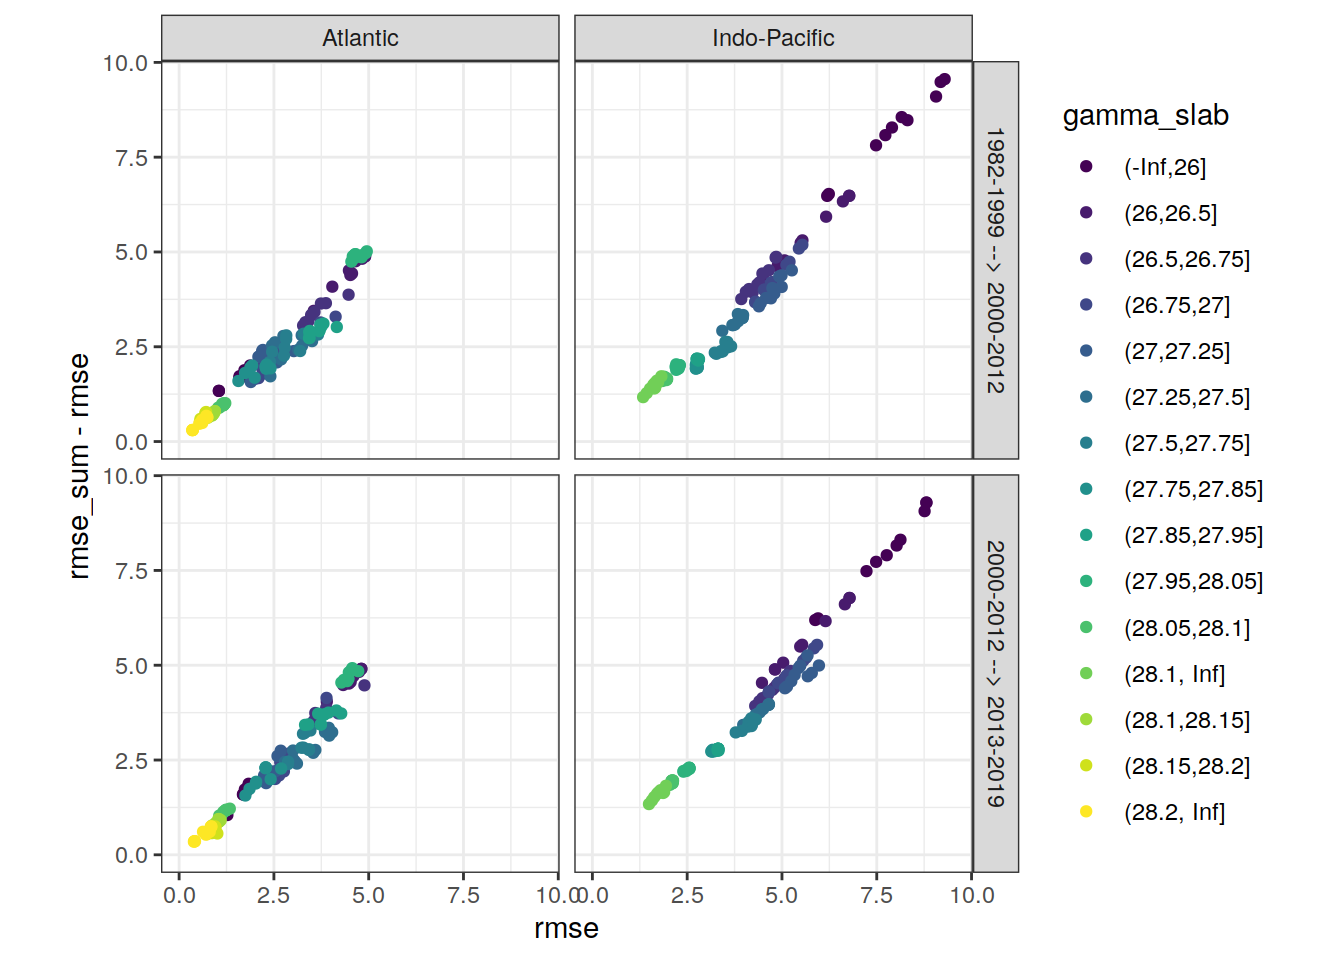 Atlantic
Indo-Pacific
10.0
7.5
5.0
2.5
0.0
1982-1999 --> 2000-2012
10.0
7.5
5.0
2.5
0.0
2000-2012 --> 2013-2019
rmse_sum - rmse
0.0 2.5 5.0 7.5 10.0
0.0 2.5 5.0 7.5 10.0
rmse
gamma_slab
(-Inf,26]
(26,26.5]
(26.5,26.75]
(26.75,27]
(27,27.25]
(27.25,27.5]
(27.5,27.75]
(27.75,27.85]
(27.85,27.95]
(27.95,28.05]
(28.05,28.1]
(28.1, Inf]
(28.1,28.15]
(28.15,28.2]
(28.2, Inf]